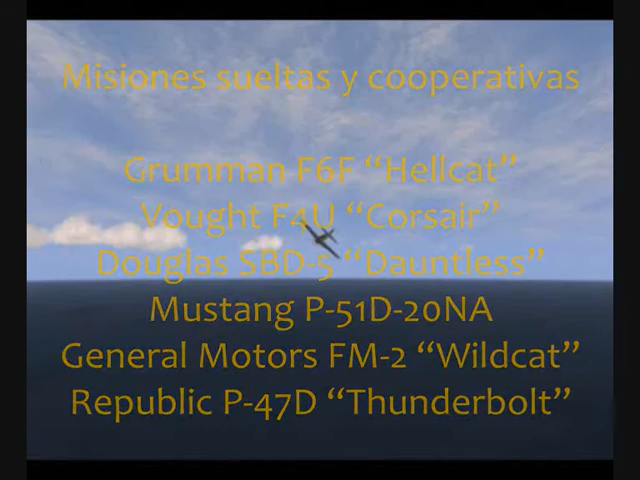 Misiones sueltas y cooperativas
Grumman F6F “Hellcat”
Vought F4U “Corsair”
Douglas SBD-5 “Dauntless”
Mustang P-51D-20NA
General Motors FM-2 “Wildcat”
Republic P-47D “Thunderbolt”